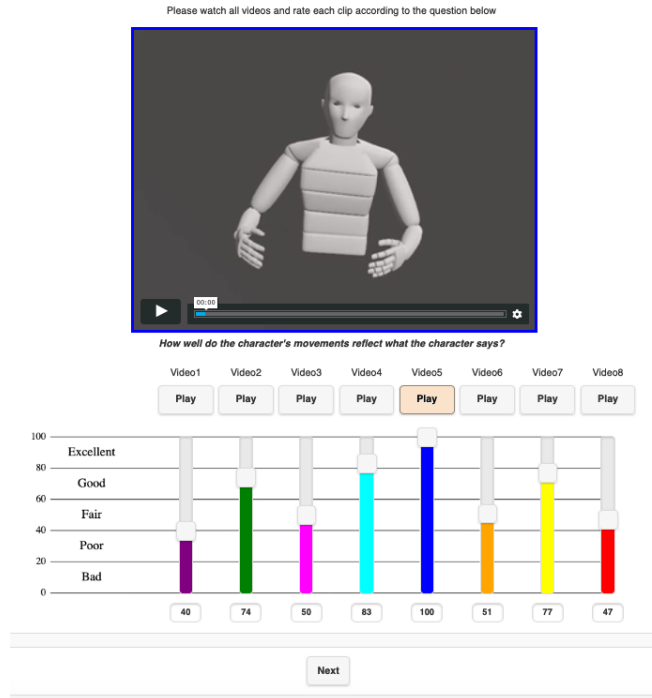 Please watch all videos and rate each clip according to the question below
00:00
How well do the character's movements reflect what the character says?
Video1 Video2 Video3 Video4 Video5 Video6 Video7 Video8
Play Play Play Play Play Play Play Play
100
Excellent
80
Good
60
Fair
40
Poor
20
Bad
0
40 74 50 83 100 51 77 47
Next